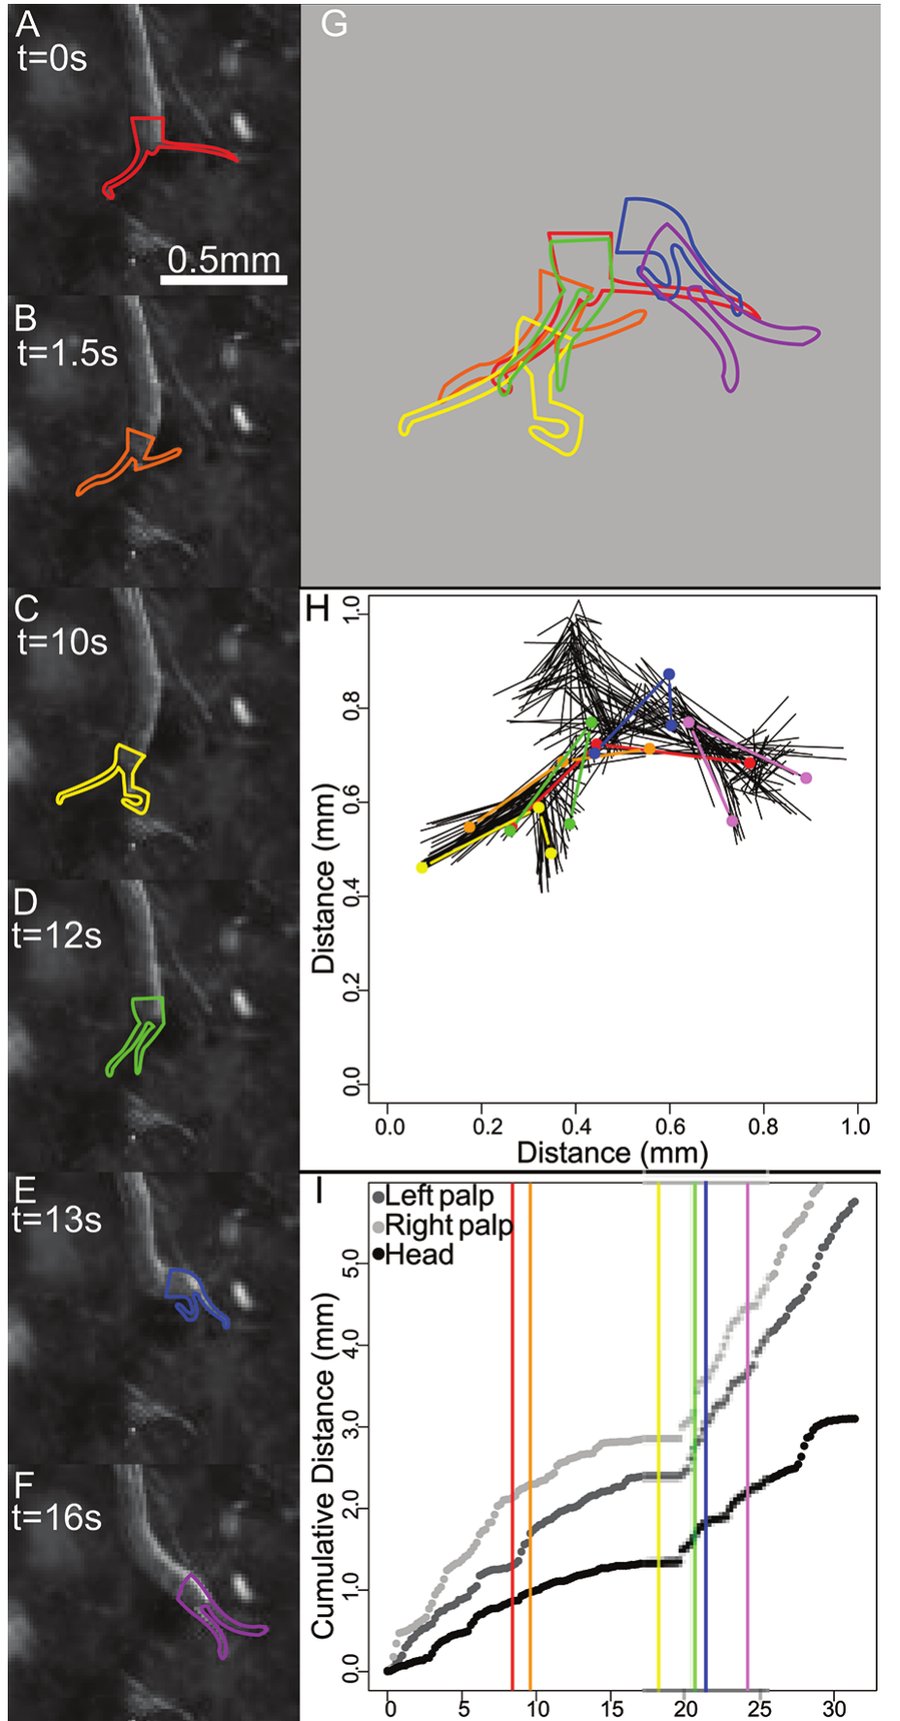 A
t=0s
0.5mm
B
t=1.5s
C
t=10s
D
t=12s
E
t=13s
F
t=16s
G
H
1.0
0.8
0.6
0.4
0.2
0.0
Distance (mm)
0.0 0.2 0.4 0.6 0.8 1.0
Distance (mm)
I
Left palp
Right palp
Head
5.0
4.0
3.0
2.0
1.0
0.0
Cumulative Distance (mm)
0 5 10 15 20 25 30